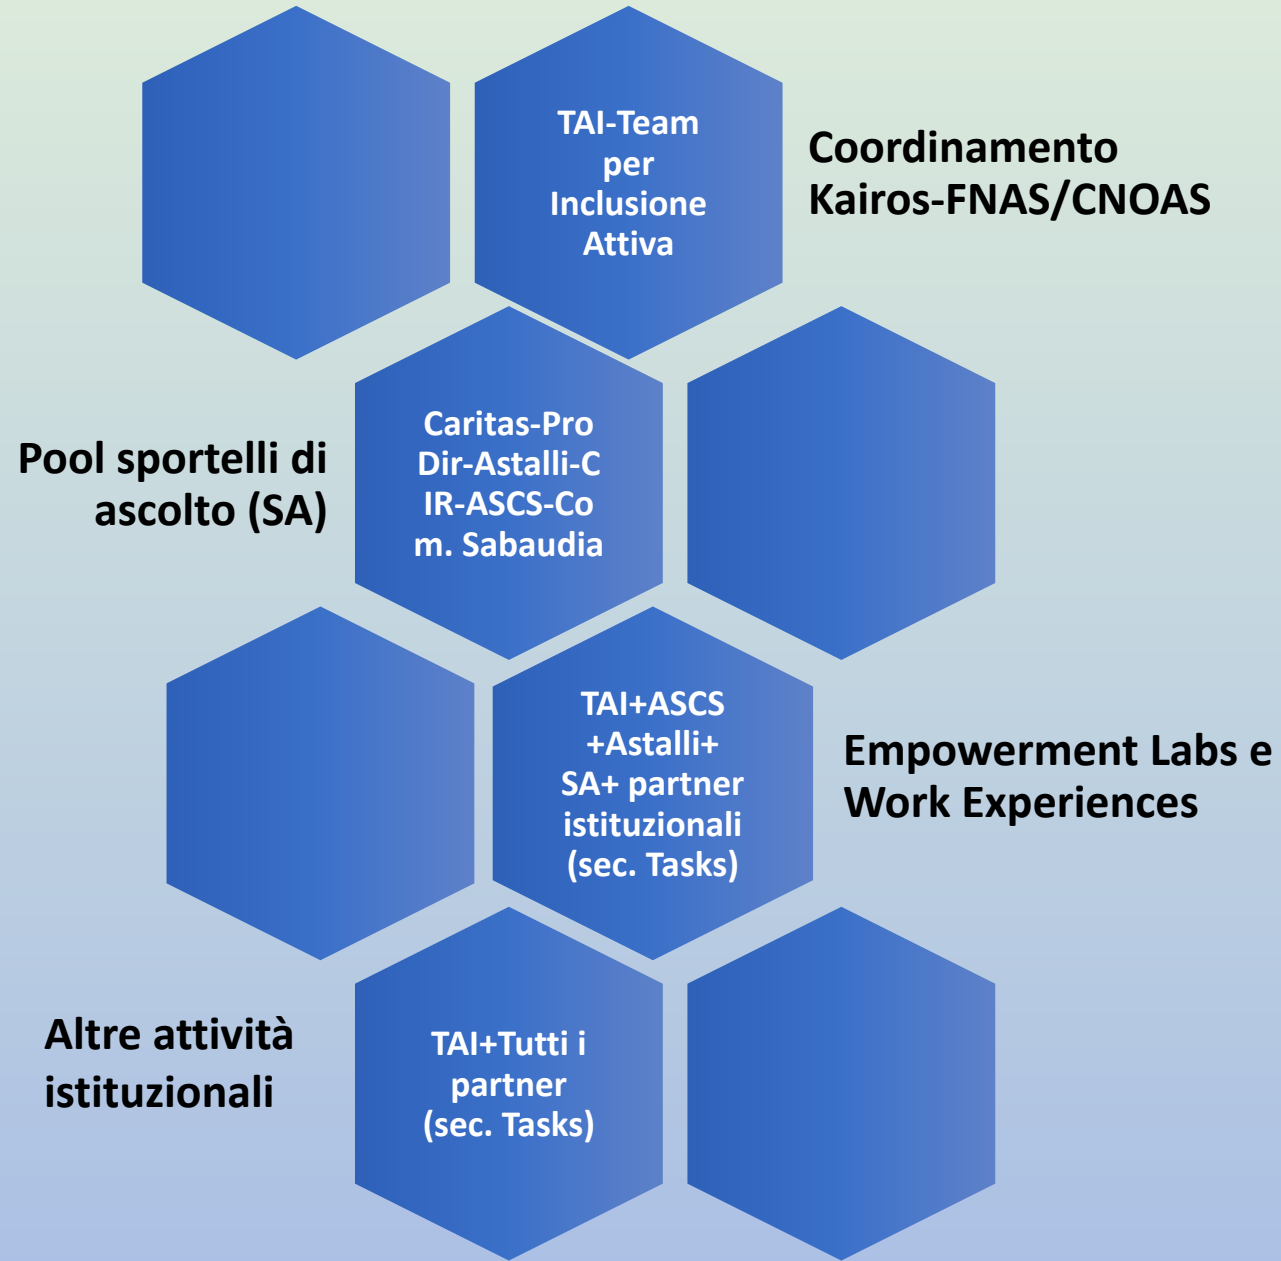 TAI-Team
per
Inclusione
Attiva
Coordinamento
Kairos-FNAS/CNOAS
Pool sportelli di
ascolto (SA)
Caritas-Pro
Dir-Astalli-C
IR-ASCS-Co
m. Sabaudia
TAI+ASCS
+Astalli+
SA+ partner
istituzionali
(sec. Tasks)
Empowerment Labs e
Work Experiences
Altre attività
istituzionali
TAI+Tutti i
partner
(sec. Tasks)